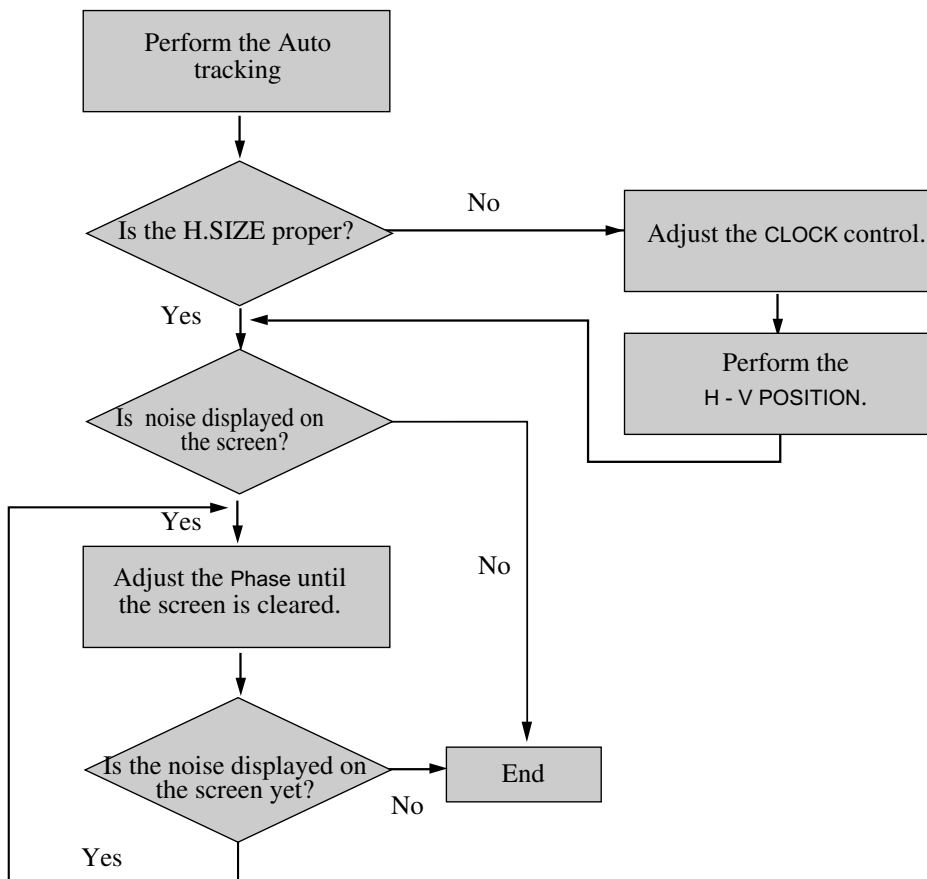 Perform the Auto
tracking
Is the H.SIZE proper?
No
Adjust the CLOCK control.
Yes
Perform the
H - V POSITION.
Is noise displayed on
the screen?
Yes
No
Adjust the Phase until
the screen is cleared.
Is the noise displayed on
the screen yet?
No
End
Yes